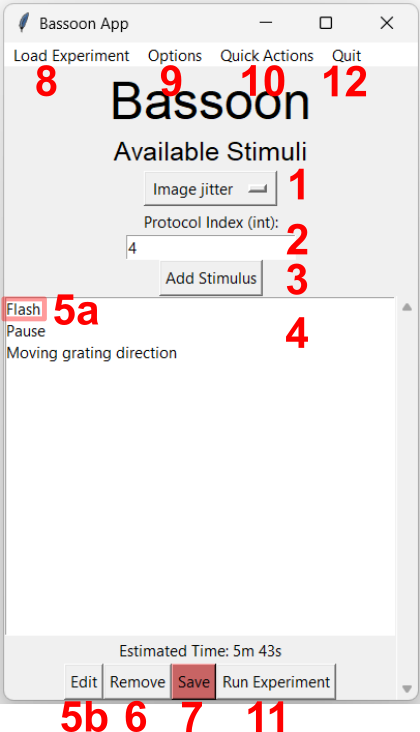 Bassoon App
Load Experiment Options Quick Actions Quit
8 9 10 12
Bassoon
Available Stimuli
Image jitter 1
Protocol Index (int):
4 2
Add Stimulus 3
Flash 5a
Pause 4
Moving grating direction
Estimated Time: 5m 43s
Edit Remove Save Run Experiment
5b 6 7 11